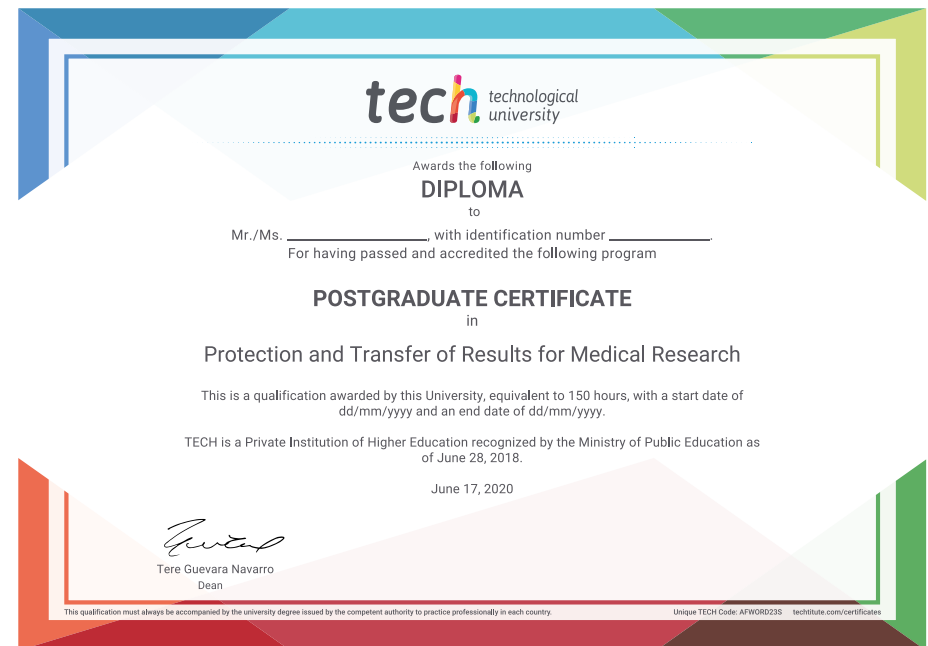 tech technological
university
Awards the following
DIPLOMA
to
Mr./Ms. ____________________, with identification number ______________.
For having passed and accredited the following program
POSTGRADUATE CERTIFICATE
in
Protection and Transfer of Results for Medical Research
This is a qualification awarded by this University, equivalent to 150 hours, with a start date of
dd/mm/yyyy and an end date of dd/mm/yyyy.
TECH is a Private Institution of Higher Education recognized by the Ministry of Public Education as
of June 28, 2018.
June 17, 2020
Tere Guevara Navarro
Dean
This qualification must always be accompanied by the university degree issued by the competent authority to practice professionally in each country. Unique TECH Code: AFWORD23S techtitute.com/certificates